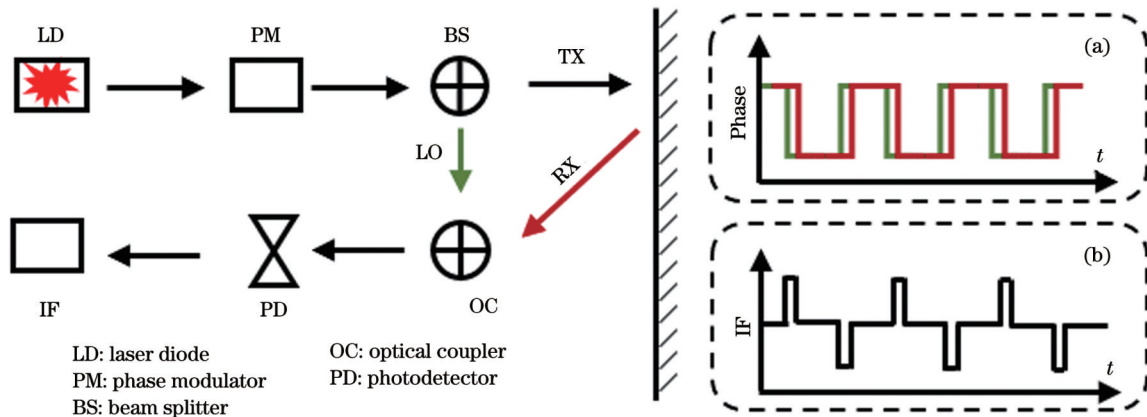 LD
PM
BS
TX
LO
RX
IF
PD
OC
LD: laser diode
PM: phase modulator
BS: beam splitter
OC: optical coupler
PD: photodetector
(a)
Phase
t
(b)
IF
t